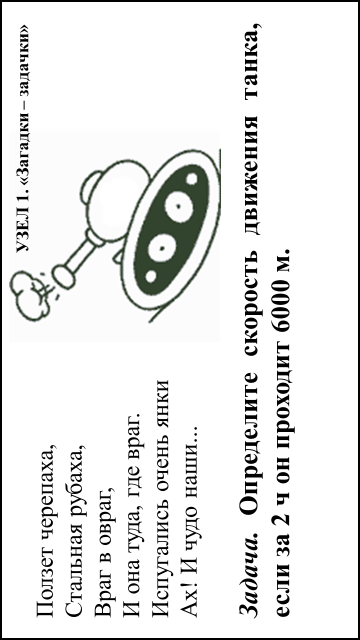 УЗЕЛ 1. «Загадки – задачки»
Ползет черепаха,
Стальная рубаха,
Враг в овраг,
И она туда, где враг.
Испугались очень янки
Ах! И чудо наши...
Задача. Определите скорость движения танка,
если за 2 ч он проходит 6000 м.